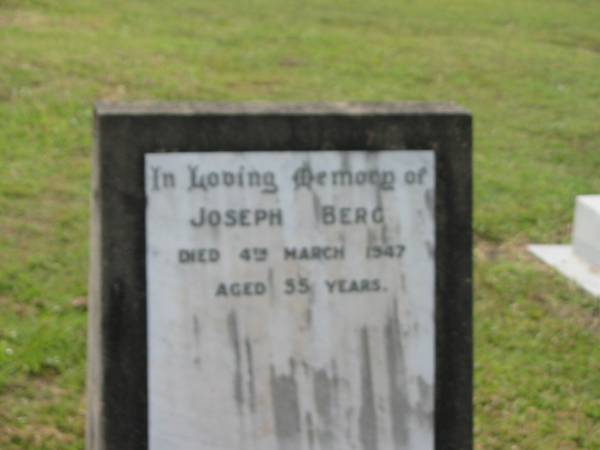 In Loving Memory of
JOSEPH BERG
DIED 4TH MARCH 1947
AGED 55 YEARS.